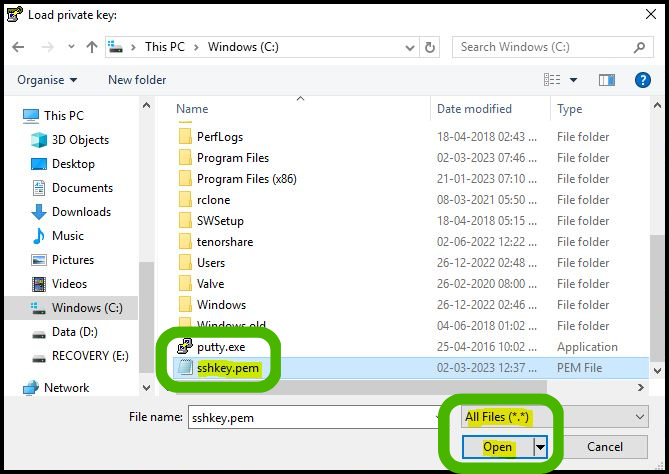 Load private key:
This PC > Windows (C:)
Search Windows (C:)
Organise
New folder
Name Date modified Type
This PC
3D Objects
Desktop
Documents
Downloads
Music
Pictures
Videos
Windows (C:)
Data (D:)
RECOVERY (E:)
Network
PerfLogs 18-04-2018 02:43 ... File folder
Program Files 02-03-2023 07:46 ... File folder
Program Files (x86) 21-01-2023 07:10 ... File folder
rclone 08-03-2021 05:50 ... File folder
SWSetup 18-04-2018 05:15 ... File folder
tenorshare 02-06-2022 12:22 ... File folder
Users 26-12-2022 02:48 ... File folder
Valve 26-02-2020 08:00 ... File folder
Windows 26-12-2022 02:46 ... File folder
Windows.old 04-06-2018 01:02 ... File folder
putty.exe 25-04-2016 10:02 ... Application
sshkey.pem 02-03-2023 12:37 ... PEM File
File name: sshkey.pem
All Files (*.*)
Open
Cancel